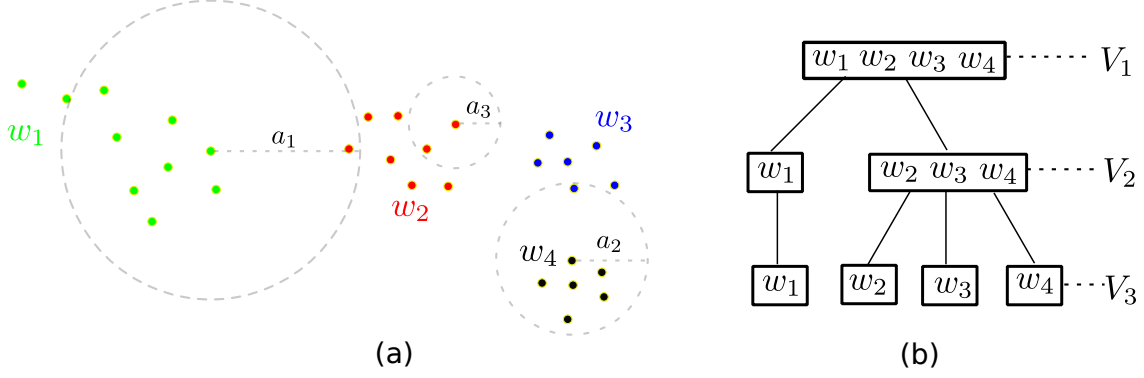 w₁
a₁
a₃
w₂
w₃
w₄
a₂
(a)
w₁ w₂ w₃ w₄ V₁
w₁ w₂ w₃ w₄ V₂
w₁ w₂ w₃ w₄ V₃
(b)